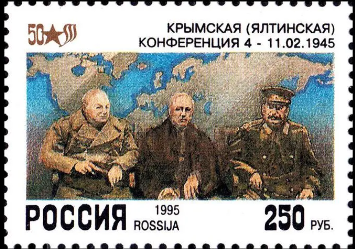 50
КРЫМСКАЯ (ЯЛТИНСКАЯ)
КОНФЕРЕНЦИЯ 4 - 11.02.1945
РОССИЯ 1995 250 РУБ.
ROSSIJA